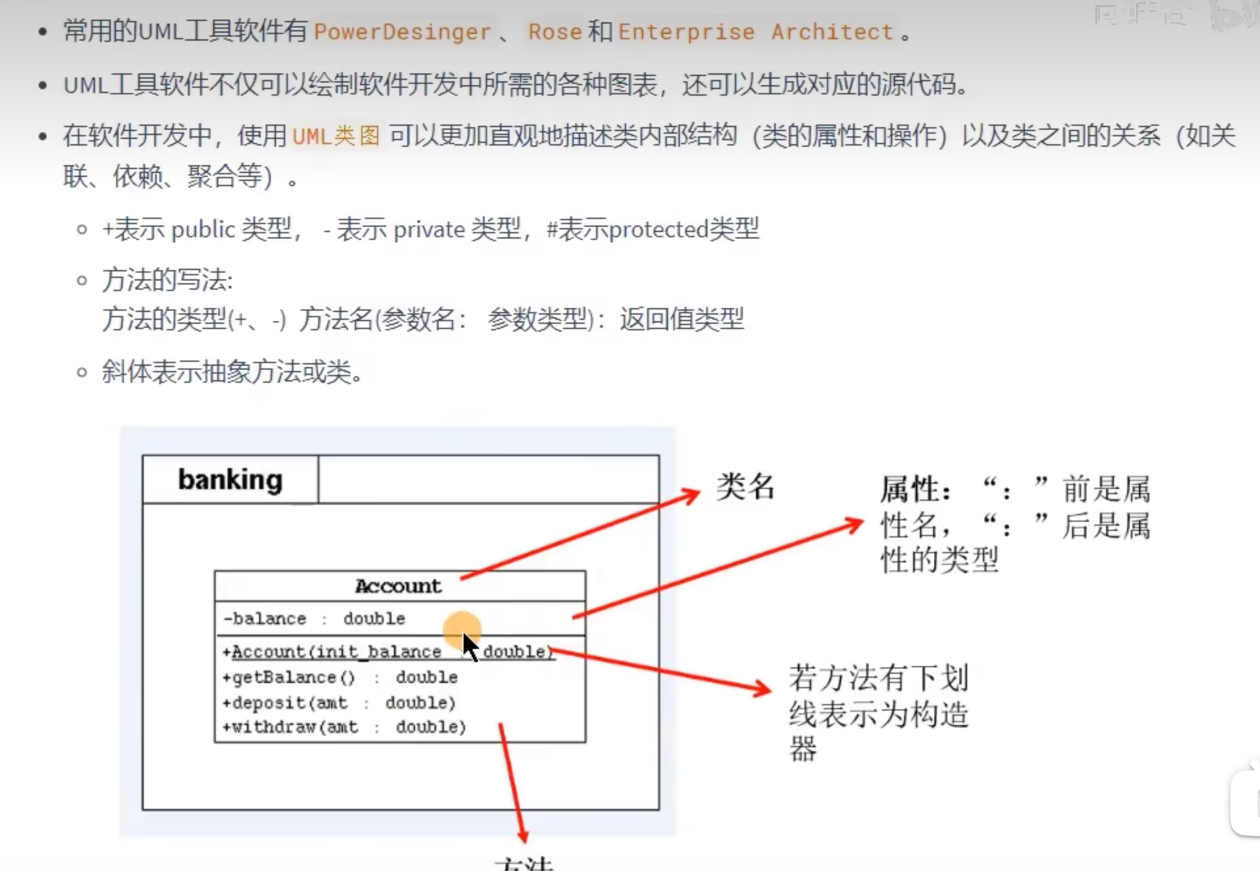 常用的UML工具软件有 PowerDesinger 、 Rose 和 Enterprise Architect 。
UML工具软件不仅可以绘制软件开发中所需的各种图表，还可以生成对应的源代码。
在软件开发中，使用 UML类图 可以更加直观地描述类内部结构（类的属性和操作）以及类之间的关系（如关
联、依赖、聚合等）。
+表示 public 类型， - 表示 private 类型，#表示protected类型
方法的写法:
方法的类型(+、-) 方法名(参数名： 参数类型)：返回值类型
斜体表示抽象方法或类。
banking
类名
属性：“：”前是属
性名，“：”后是属
性的类型
Account
-balance : double
+Account(init_balance : double)
+getBalance() : double
+deposit(amt : double)
+withdraw(amt : double)
若方法有下划
线表示为构造
器
方法